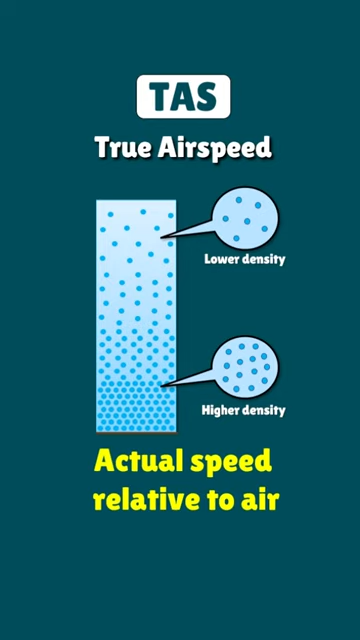 TAS
True Airspeed
Lower density
Higher density
Actual speed
relative to air